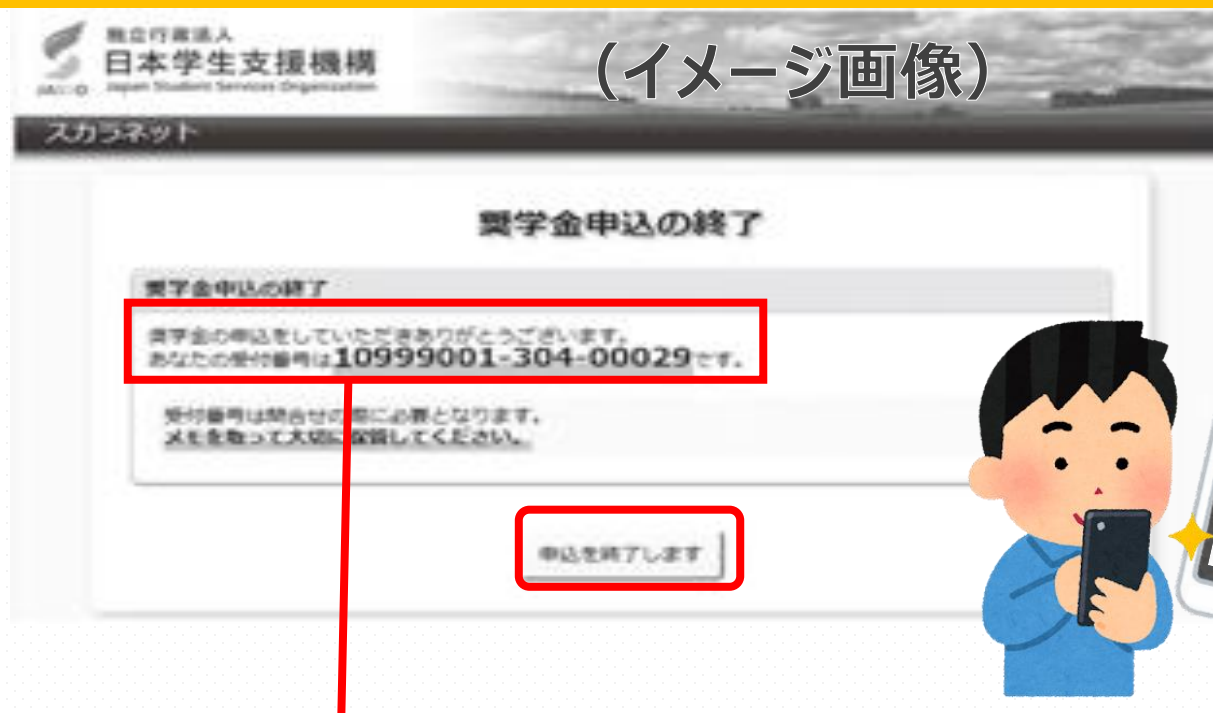 独立行政法人
日本学生支援機構
JASSO Japan Student Services Organization
(イメージ画像)
スカラネット
奨学金申込の終了
奨学金申込の終了
奨学金の申込をしていただきありがとうございます。
あなたの受付番号は10999001-304-00029です。
受付番号は問合せの際に必要となります。
メモを取って大切に保管してください。
申込を終了します